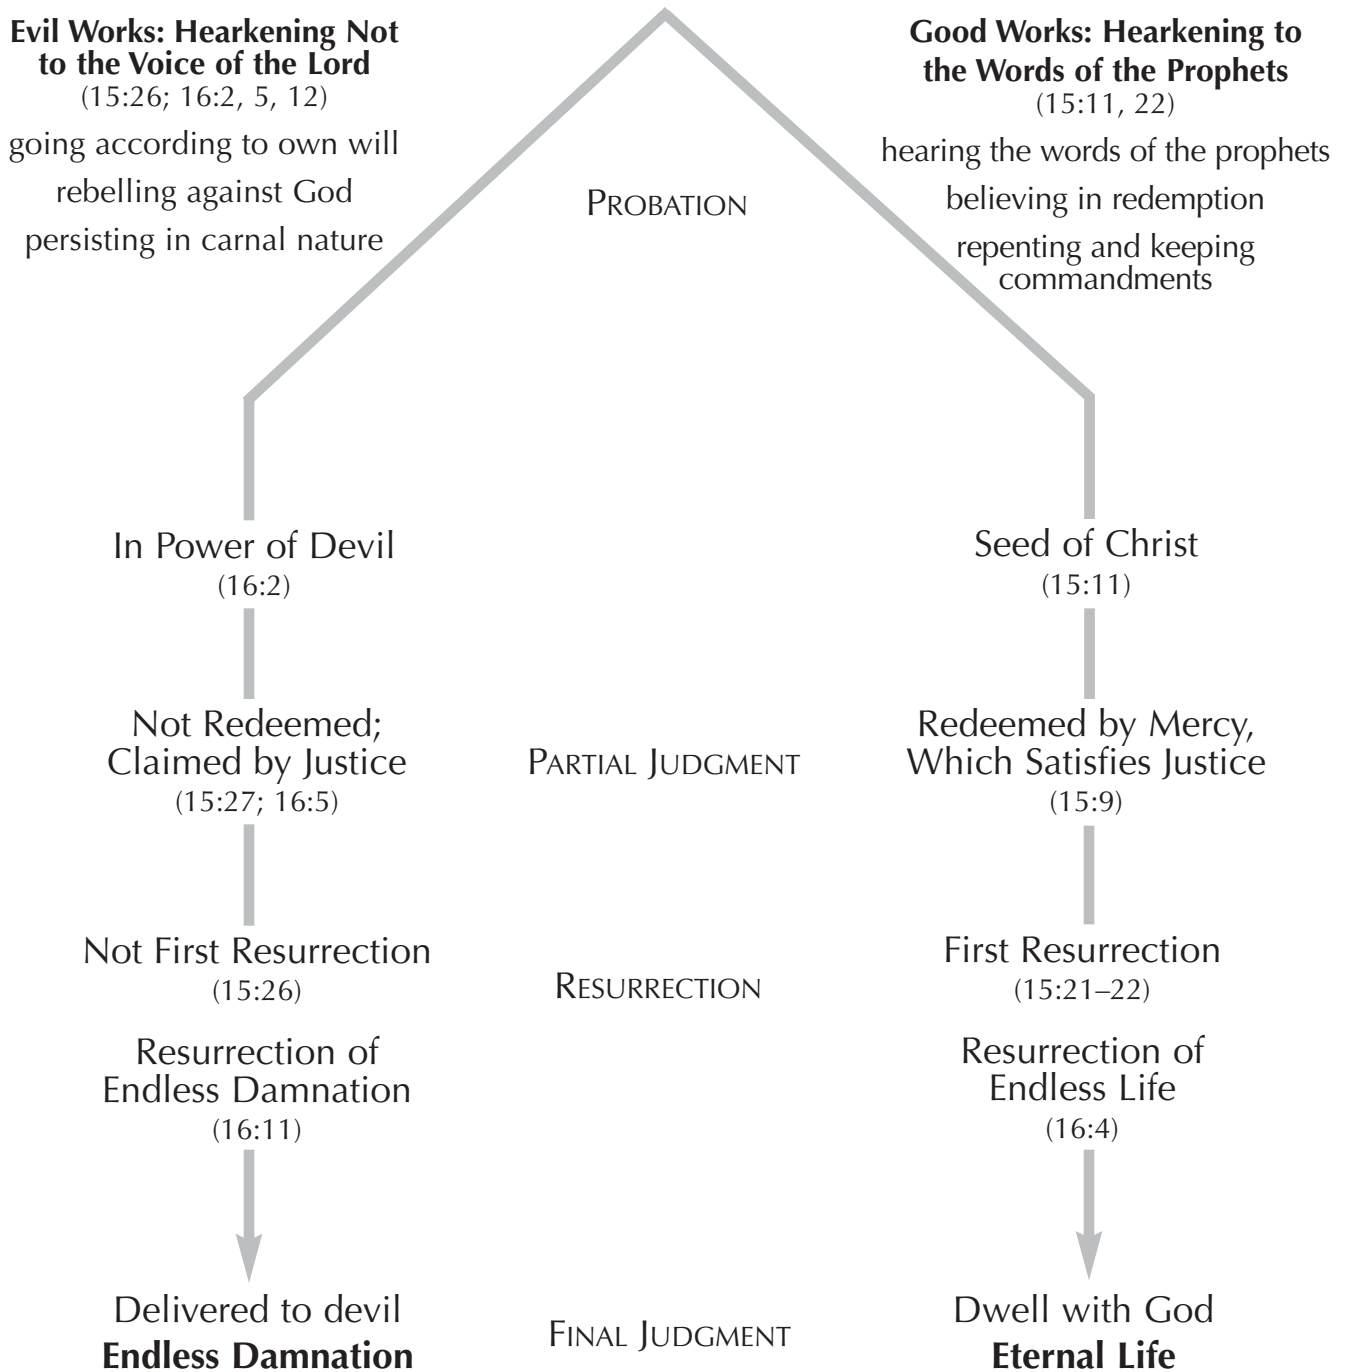 Evil Works: Hearkening Not
to the Voice of the Lord
(15:26; 16:2, 5, 12)
going according to own will
rebelling against God
persisting in carnal nature
Good Works: Hearkening to
the Words of the Prophets
(15:11, 22)
hearing the words of the prophets
believing in redemption
repenting and keeping
commandments
PROBATION
In Power of Devil
(16:2)
Seed of Christ
(15:11)
Not Redeemed;
Claimed by Justice
(15:27; 16:5)
PARTIAL JUDGMENT
Redeemed by Mercy,
Which Satisfies Justice
(15:9)
Not First Resurrection
(15:26)
RESURRECTION
First Resurrection
(15:21–22)
Resurrection of
Endless Damnation
(16:11)
Resurrection of
Endless Life
(16:4)
Delivered to devil
Endless Damnation
FINAL JUDGMENT
Dwell with God
Eternal Life